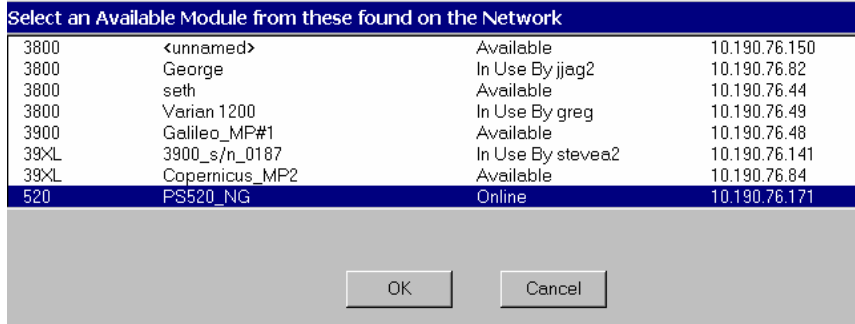 Select an Available Module from these found on the Network
3800 <unnamed> Available 10.190.76.150
3800 George In Use By jjag2 10.190.76.82
3800 seth Available 10.190.76.44
3800 Varian 1200 In Use By greg 10.190.76.49
3900 Galileo_MP#1 Available 10.190.76.48
39XL 3900_s/n_0187 In Use By stevea2 10.190.76.141
39XL Copernicus_MP2 Available 10.190.76.84
520 PS520_NG Online 10.190.76.171
OK Cancel